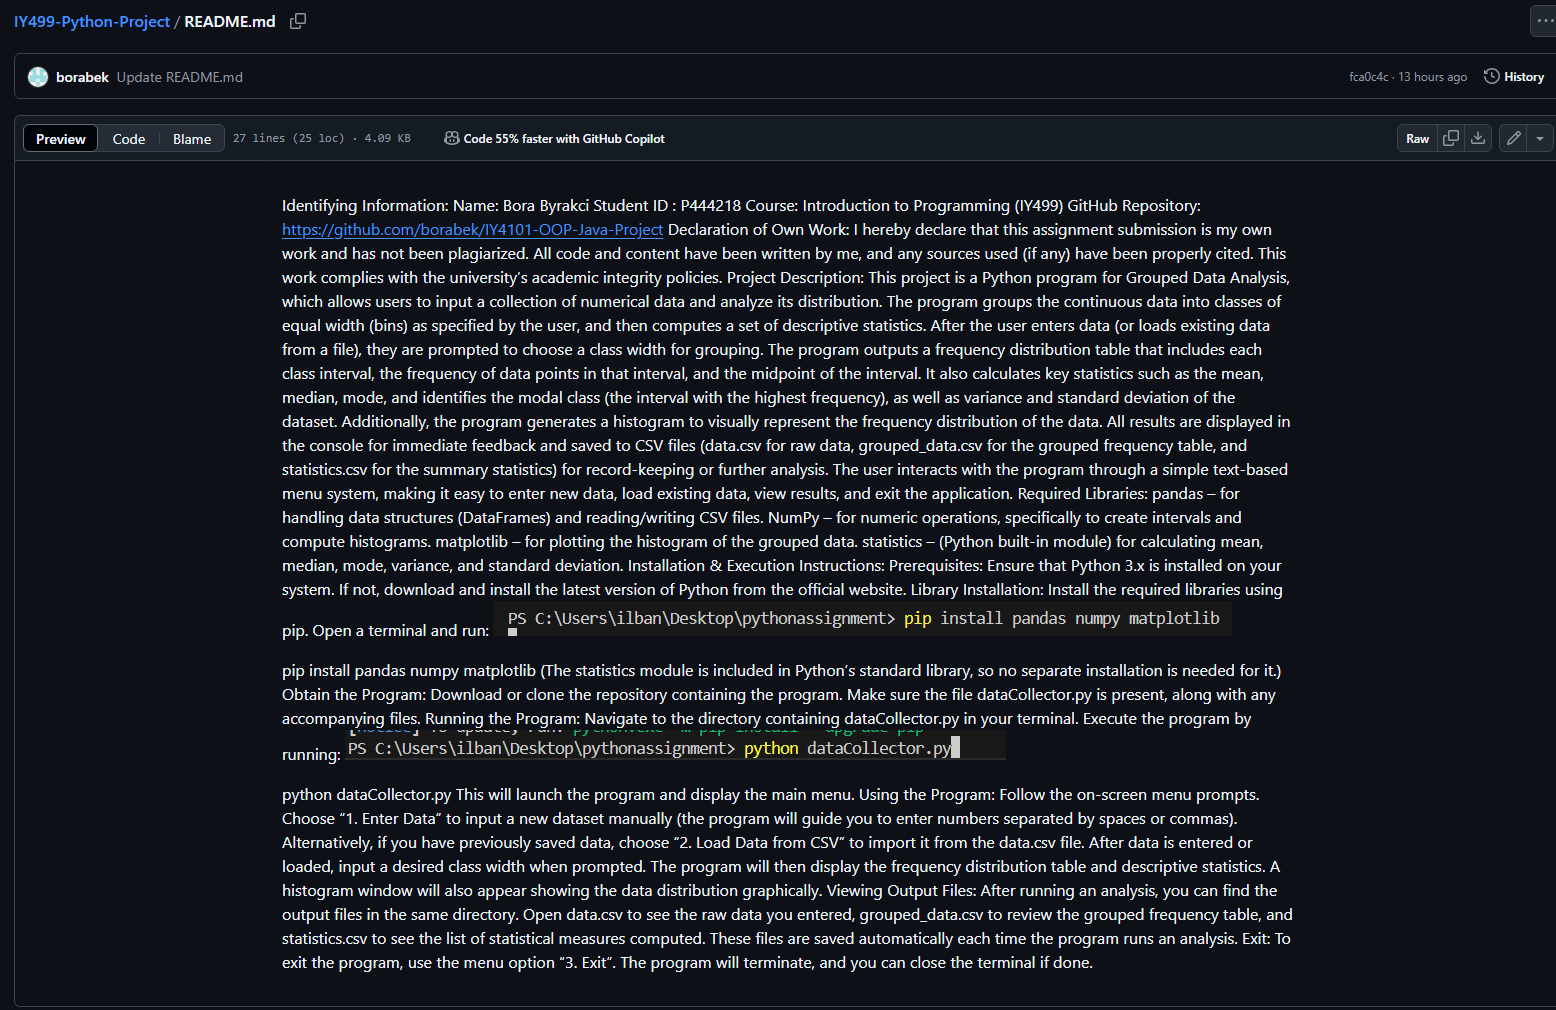 IY499-Python-Project / README.md
borabek Update README.md
fca0c4c · 13 hours ago History
Preview Code Blame 27 lines (25 loc) · 4.09 KB Code 55% faster with GitHub Copilot Raw
Identifying Information: Name: Bora Byrakci Student ID : P444218 Course: Introduction to Programming (IY499) GitHub Repository:
https://github.com/borabek/IY4101-OOP-Java-Project Declaration of Own Work: I hereby declare that this assignment submission is my own
work and has not been plagiarized. All code and content have been written by me, and any sources used (if any) have been properly cited. This
work complies with the university’s academic integrity policies. Project Description: This project is a Python program for Grouped Data Analysis,
which allows users to input a collection of numerical data and analyze its distribution. The program groups the continuous data into classes of
equal width (bins) as specified by the user, and then computes a set of descriptive statistics. After the user enters data (or loads existing data
from a file), they are prompted to choose a class width for grouping. The program outputs a frequency distribution table that includes each
class interval, the frequency of data points in that interval, and the midpoint of the interval. It also calculates key statistics such as the mean,
median, mode, and identifies the modal class (the interval with the highest frequency), as well as variance and standard deviation of the
dataset. Additionally, the program generates a histogram to visually represent the frequency distribution of the data. All results are displayed in
the console for immediate feedback and saved to CSV files (data.csv for raw data, grouped_data.csv for the grouped frequency table, and
statistics.csv for the summary statistics) for record-keeping or further analysis. The user interacts with the program through a simple text-based
menu system, making it easy to enter new data, load existing data, view results, and exit the application. Required Libraries: pandas – for
handling data structures (DataFrames) and reading/writing CSV files. NumPy – for numeric operations, specifically to create intervals and
compute histograms. matplotlib – for plotting the histogram of the grouped data. statistics – (Python built-in module) for calculating mean,
median, mode, variance, and standard deviation. Installation & Execution Instructions: Prerequisites: Ensure that Python 3.x is installed on your
system. If not, download and install the latest version of Python from the official website. Library Installation: Install the required libraries using
pip. Open a terminal and run: PS C:\Users\ilban\Desktop\pythonassignment> pip install pandas numpy matplotlib
pip install pandas numpy matplotlib (The statistics module is included in Python’s standard library, so no separate installation is needed for it.)
Obtain the Program: Download or clone the repository containing the program. Make sure the file dataCollector.py is present, along with any
accompanying files. Running the Program: Navigate to the directory containing dataCollector.py in your terminal. Execute the program by
running: PS C:\Users\ilban\Desktop\pythonassignment> python dataCollector.py
python dataCollector.py This will launch the program and display the main menu. Using the Program: Follow the on-screen menu prompts.
Choose “1. Enter Data” to input a new dataset manually (the program will guide you to enter numbers separated by spaces or commas).
Alternatively, if you have previously saved data, choose “2. Load Data from CSV” to import it from the data.csv file. After data is entered or
loaded, input a desired class width when prompted. The program will then display the frequency distribution table and descriptive statistics. A
histogram window will also appear showing the data distribution graphically. Viewing Output Files: After running an analysis, you can find the
output files in the same directory. Open data.csv to see the raw data you entered, grouped_data.csv to review the grouped frequency table, and
statistics.csv to see the list of statistical measures computed. These files are saved automatically each time the program runs an analysis. Exit: To
exit the program, use the menu option “3. Exit”. The program will terminate, and you can close the terminal if done.